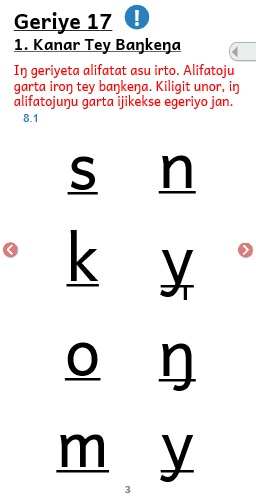 Geriye 17 !
1. Kanar Tey Baŋkeŋa
Iŋ geriyeta alifatat asu irto. Alifatoju
garta iroŋ tey baŋkeŋa. Kiligit unor, iŋ
alifatojuŋu garta ijikekse egeriyo jan.
8.1
s n
k y̞
o ŋ
m y
3